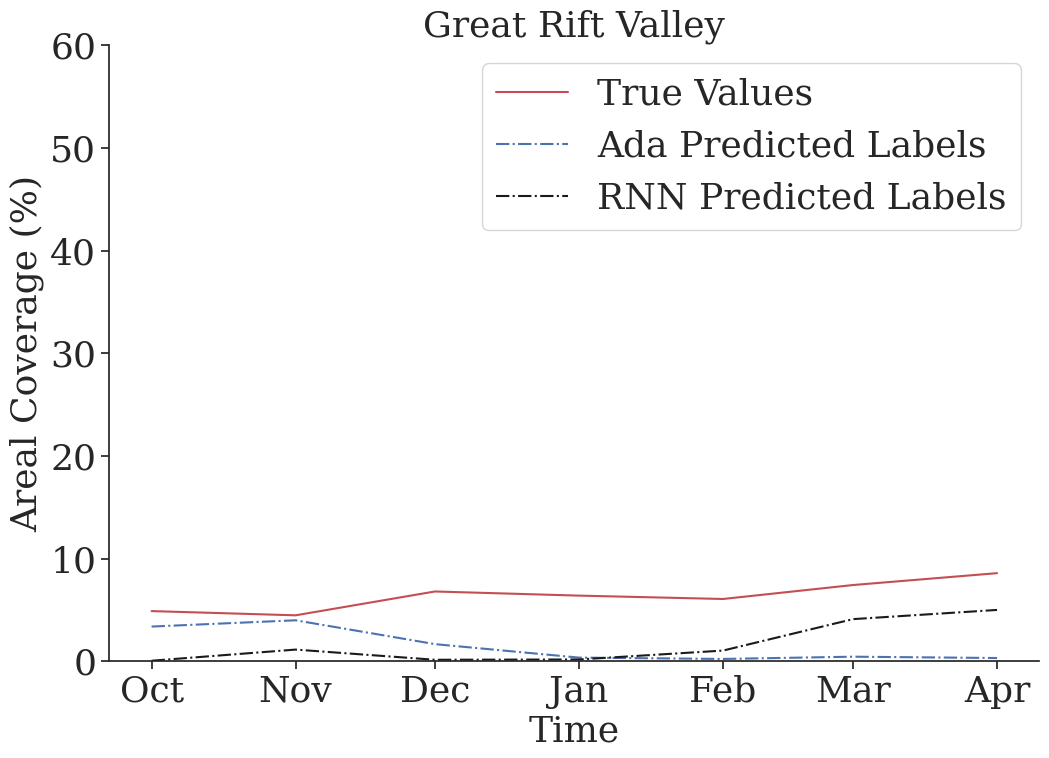 Great Rift Valley
60
50
40
30
20
10
0
Areal Coverage (%)
True Values
Ada Predicted Labels
RNN Predicted Labels
Oct Nov Dec Jan Feb Mar Apr
Time